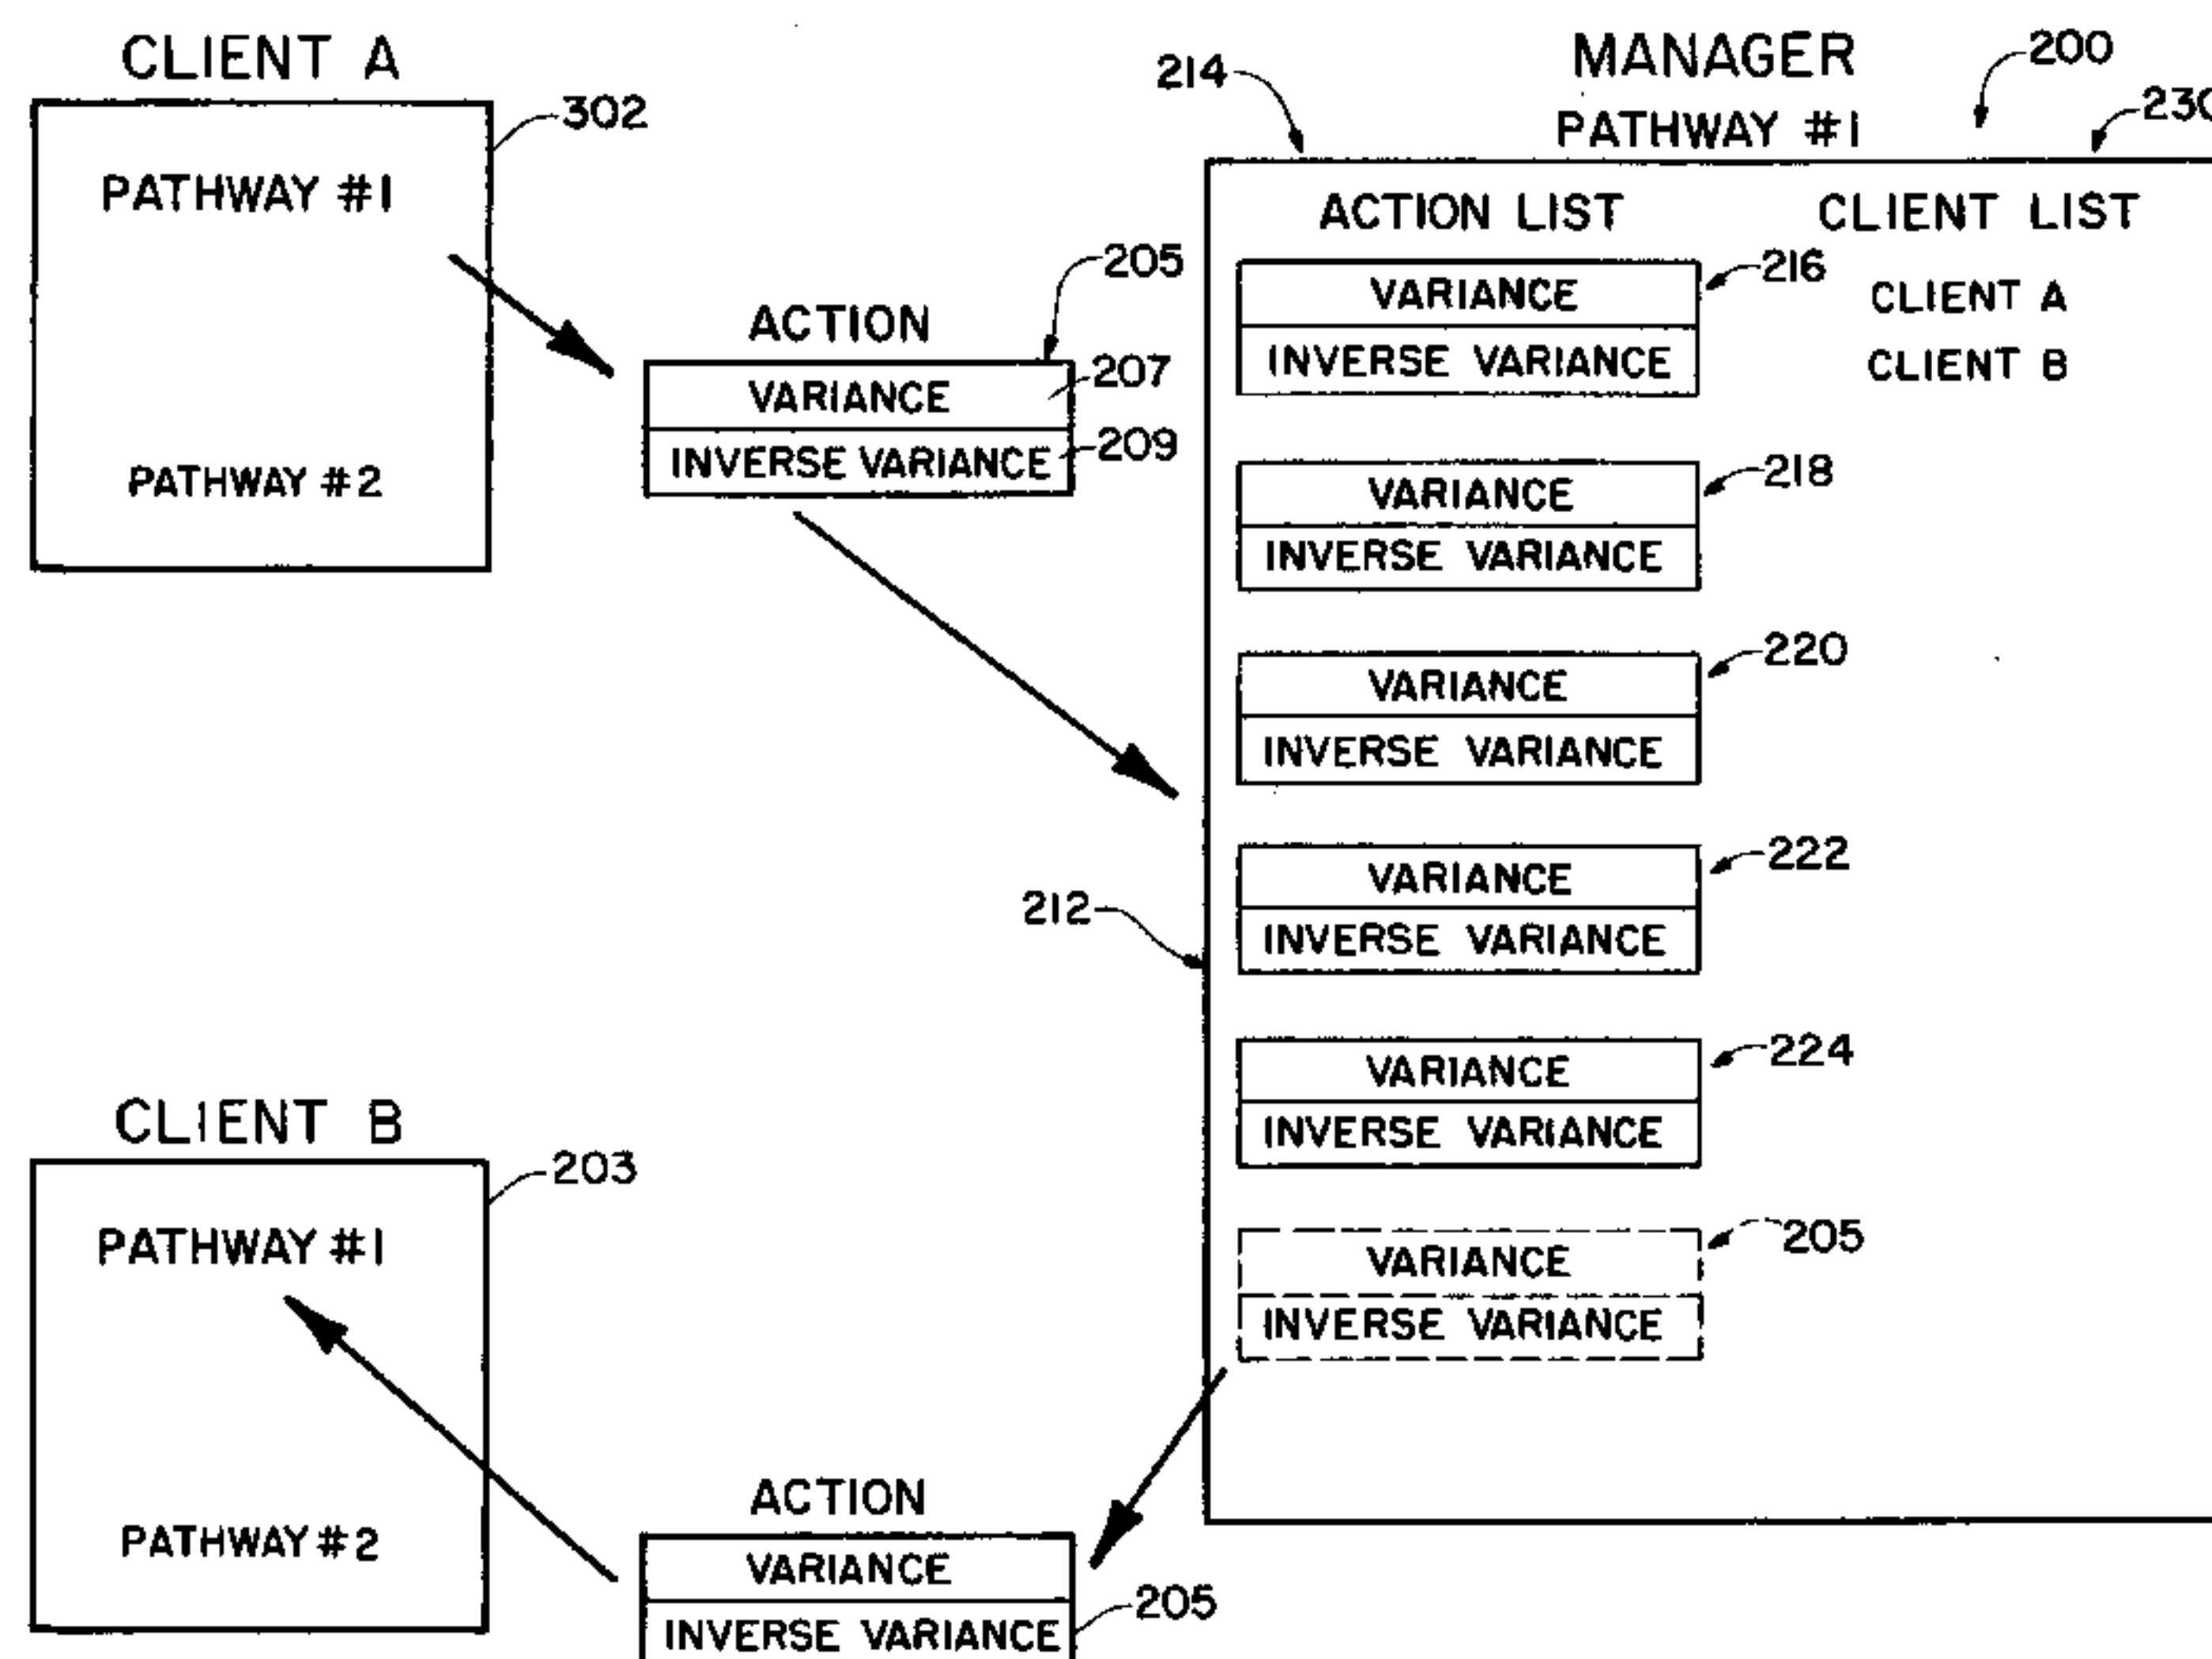 CLIENT A
302
PATHWAY #1
PATHWAY #2
ACTION
205
VARIANCE
207
INVERSE VARIANCE
209
MANAGER
PATHWAY #1
200
214
230
ACTION LIST
CLIENT LIST
VARIANCE
INVERSE VARIANCE
216
CLIENT A
CLIENT B
VARIANCE
INVERSE VARIANCE
218
VARIANCE
INVERSE VARIANCE
220
VARIANCE
INVERSE VARIANCE
222
212
VARIANCE
INVERSE VARIANCE
224
VARIANCE
INVERSE VARIANCE
205
CLIENT B
203
PATHWAY #1
PATHWAY #2
ACTION
VARIANCE
INVERSE VARIANCE
205